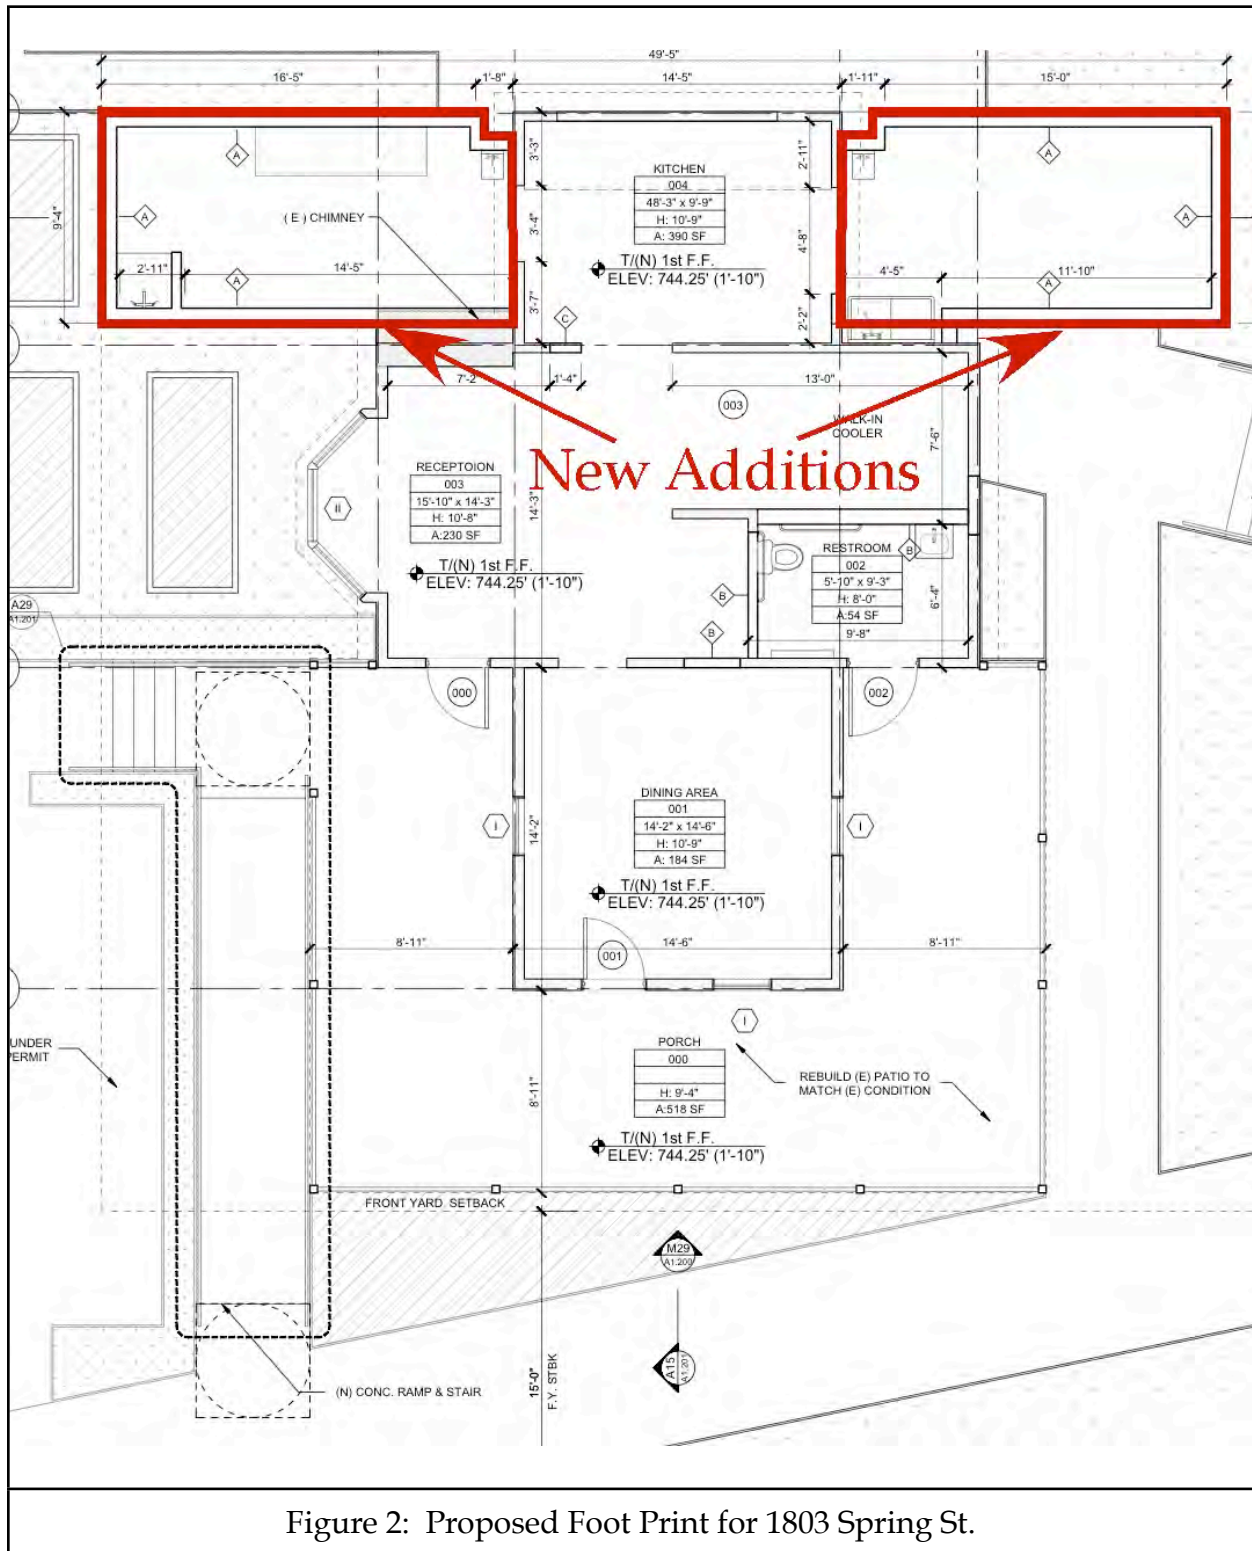 49'-5"
16'-5"
1'-8"
14'-5"
1'-11"
15'-0"
9'-4"
A
A
A
( E ) CHIMNEY
2'-11"
14'-5"
A
3'-3"
3'-4"
3'-7"
KITCHEN
004
48'-3" x 9'-9"
H: 10'-9"
A: 390 SF
T/(N) 1st F.F.
ELEV: 744.25' (1'-10")
2'-11"
4'-8"
2'-2"
A
A
4'-5"
11'-10"
A
C
7'-2
1'-4"
13'-0"
003
WALK-IN
COOLER
7'-6"
New Additions
RECEPTOION
003
15'-10" x 14'-3"
H: 10'-8"
A:230 SF
T/(N) 1st F.F.
ELEV: 744.25' (1'-10")
14'-3"
II
B
B
B
RESTROOM
002
5'-10" x 9'-3"
H: 8'-0"
A:54 SF
6'-4"
9'-8"
A29
A1.201
000
002
DINING AREA
001
14'-2" x 14'-6"
H: 10'-9"
A: 184 SF
T/(N) 1st F.F.
ELEV: 744.25' (1'-10")
I
I
14'-2"
8'-11"
14'-6"
8'-11"
001
I
UNDER
PERMIT
PORCH
000
H: 9'-4"
A:518 SF
T/(N) 1st F.F.
ELEV: 744.25' (1'-10")
REBUILD (E) PATIO TO
MATCH (E) CONDITION
8'-11"
FRONT YARD SETBACK
M29
A1.200
A15
A1.201
15'-0"
F.Y. STBK
(N) CONC. RAMP & STAIR
Figure 2: Proposed Foot Print for 1803 Spring St.